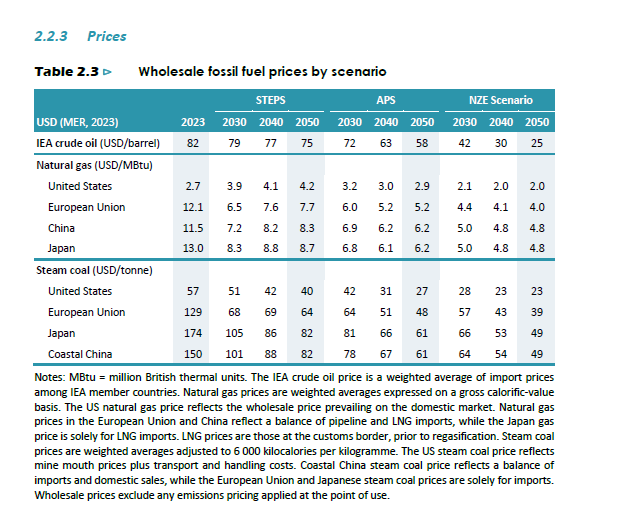 2.2.3 Prices
Table 2.3 ▷ Wholesale fossil fuel prices by scenario
STEPS APS NZE Scenario
USD (MER, 2023) 2023 2030 2040 2050 2030 2040 2050 2030 2040 2050
IEA crude oil (USD/barrel) 82 79 77 75 72 63 58 42 30 25
Natural gas (USD/MBtu)
United States 2.7 3.9 4.1 4.2 3.2 3.0 2.9 2.1 2.0 2.0
European Union 12.1 6.5 7.6 7.7 6.0 5.2 5.2 4.4 4.1 4.0
China 11.5 7.2 8.2 8.3 6.9 6.2 6.2 5.0 4.8 4.8
Japan 13.0 8.3 8.8 8.7 6.8 6.1 6.2 5.0 4.8 4.8
Steam coal (USD/tonne)
United States 57 51 42 40 42 31 27 28 23 23
European Union 129 68 69 64 64 51 48 57 43 39
Japan 174 105 86 82 81 66 61 66 53 49
Coastal China 150 101 88 82 78 67 61 64 54 49
Notes: MBtu = million British thermal units. The IEA crude oil price is a weighted average of import prices
among IEA member countries. Natural gas prices are weighted averages expressed on a gross calorific-value
basis. The US natural gas price reflects the wholesale price prevailing on the domestic market. Natural gas
prices in the European Union and China reflect a balance of pipeline and LNG imports, while the Japan gas
price is solely for LNG imports. LNG prices are those at the customs border, prior to regasification. Steam coal
prices are weighted averages adjusted to 6 000 kilocalories per kilogramme. The US steam coal price reflects
mine mouth prices plus transport and handling costs. Coastal China steam coal price reflects a balance of
imports and domestic sales, while the European Union and Japanese steam coal prices are solely for imports.
Wholesale prices exclude any emissions pricing applied at the point of use.